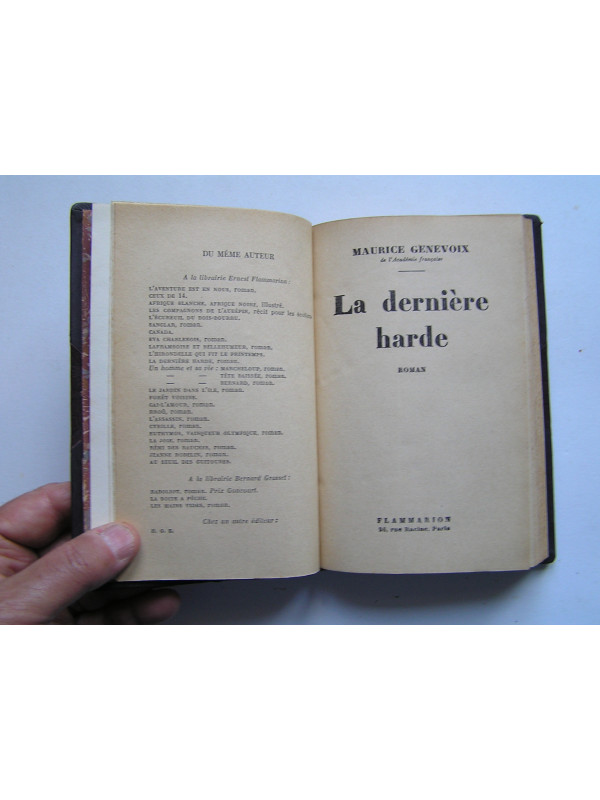 DU MÊME AUTEUR
A la librairie Ernest Flammarion :
L'AVENTURE EST EN NOUS, roman.
CEUX DE 14.
AFRIQUE BLANCHE, AFRIQUE NOIRE, illustré.
LES COMPAGNONS DE L'AUBÉPIN, récit pour les
L'ÉCUREUIL DU BOIS-BOURRU.
SANGLAR, roman.
CANADA.
EVA CHARLEBOIS, roman.
LAFRAMBOISE ET BELLEHUMEUR, roman.
L'HIRONDELLE QUI FIT LE PRINTEMPS.
LA DERNIÈRE HARDE, roman.
Un homme et sa vie : MARCHELOUP, roman.
— — TÊTE BAISSÉE, roman.
— — BERNARD, roman.
LE JARDIN DANS L'ÎLE, roman.
FORÊT VOISINE.
GAI-L'AMOUR, roman.
RROÛ, roman.
L'ASSASSIN, roman.
CYRILLE, roman.
EUTHYMOS, VAINQUEUR OLYMPIQUE, roman.
LA JOIE, roman.
RÉMI DES RAUCHES, roman.
JEANNE ROBELIN, roman.
AU SEUIL DES GUITOUNES.
A la librairie Bernard Grasset :
RABOLIOT, roman. Prix Goncourt.
LA BOITE A PÊCHE.
LES MAINS VIDES, roman.
Chez un autre éditeur :
H. O. E.
MAURICE GENEVOIX
de l'Académie française
La dernière
harde
ROMAN
FLAMMARION
26, rue Racine, Paris